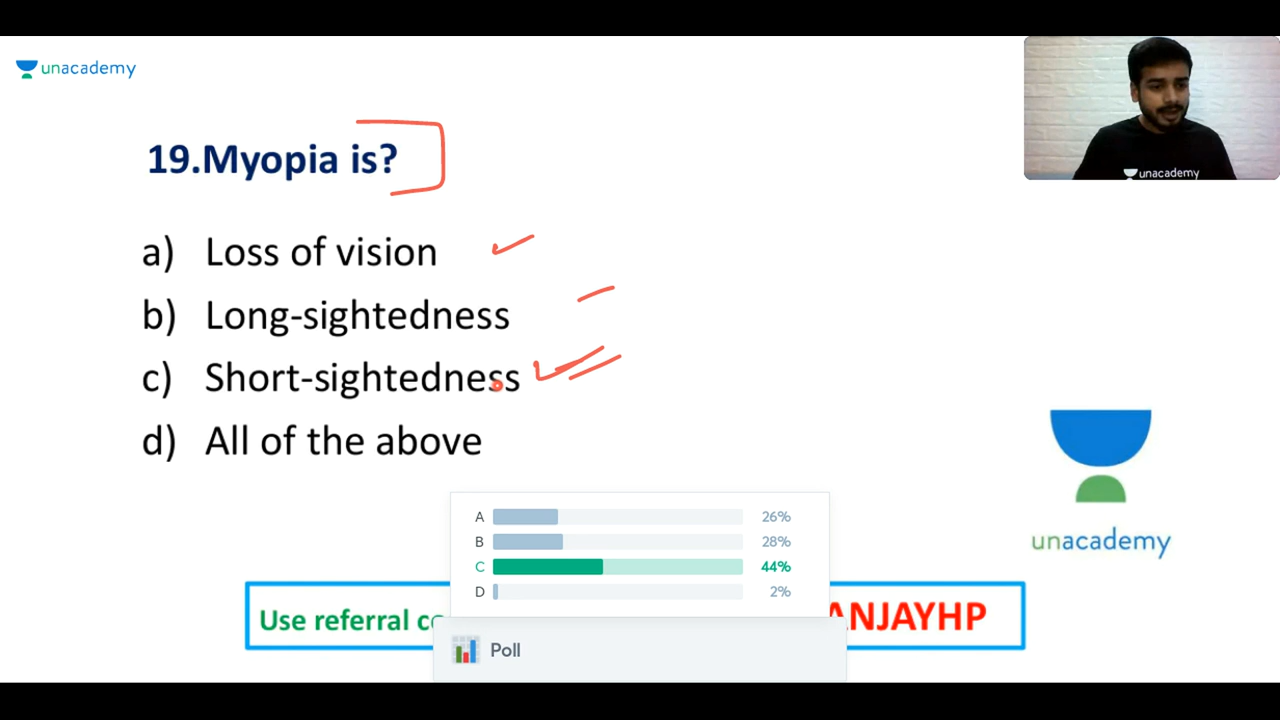 unacademy
unacademy
19.Myopia is?
a) Loss of vision
b) Long-sightedness
c) Short-sightedness
d) All of the above
unacademy
A 26%
B 28%
C 44%
D 2%
Use referral
ANJAYHP
Poll